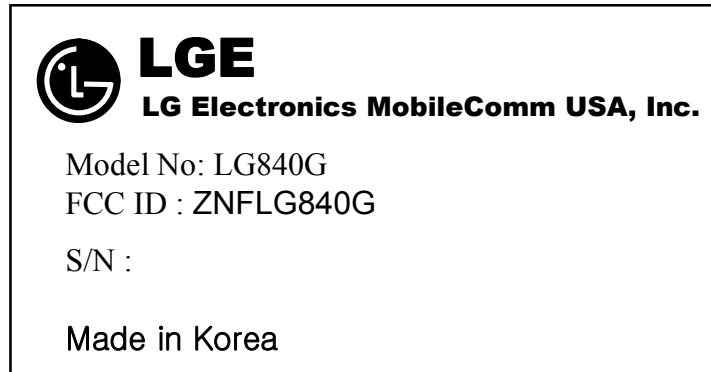 LGE
LG Electronics MobileComm USA, Inc.
Model No: LG840G
FCC ID : ZNFLG840G
S/N :
Made in Korea